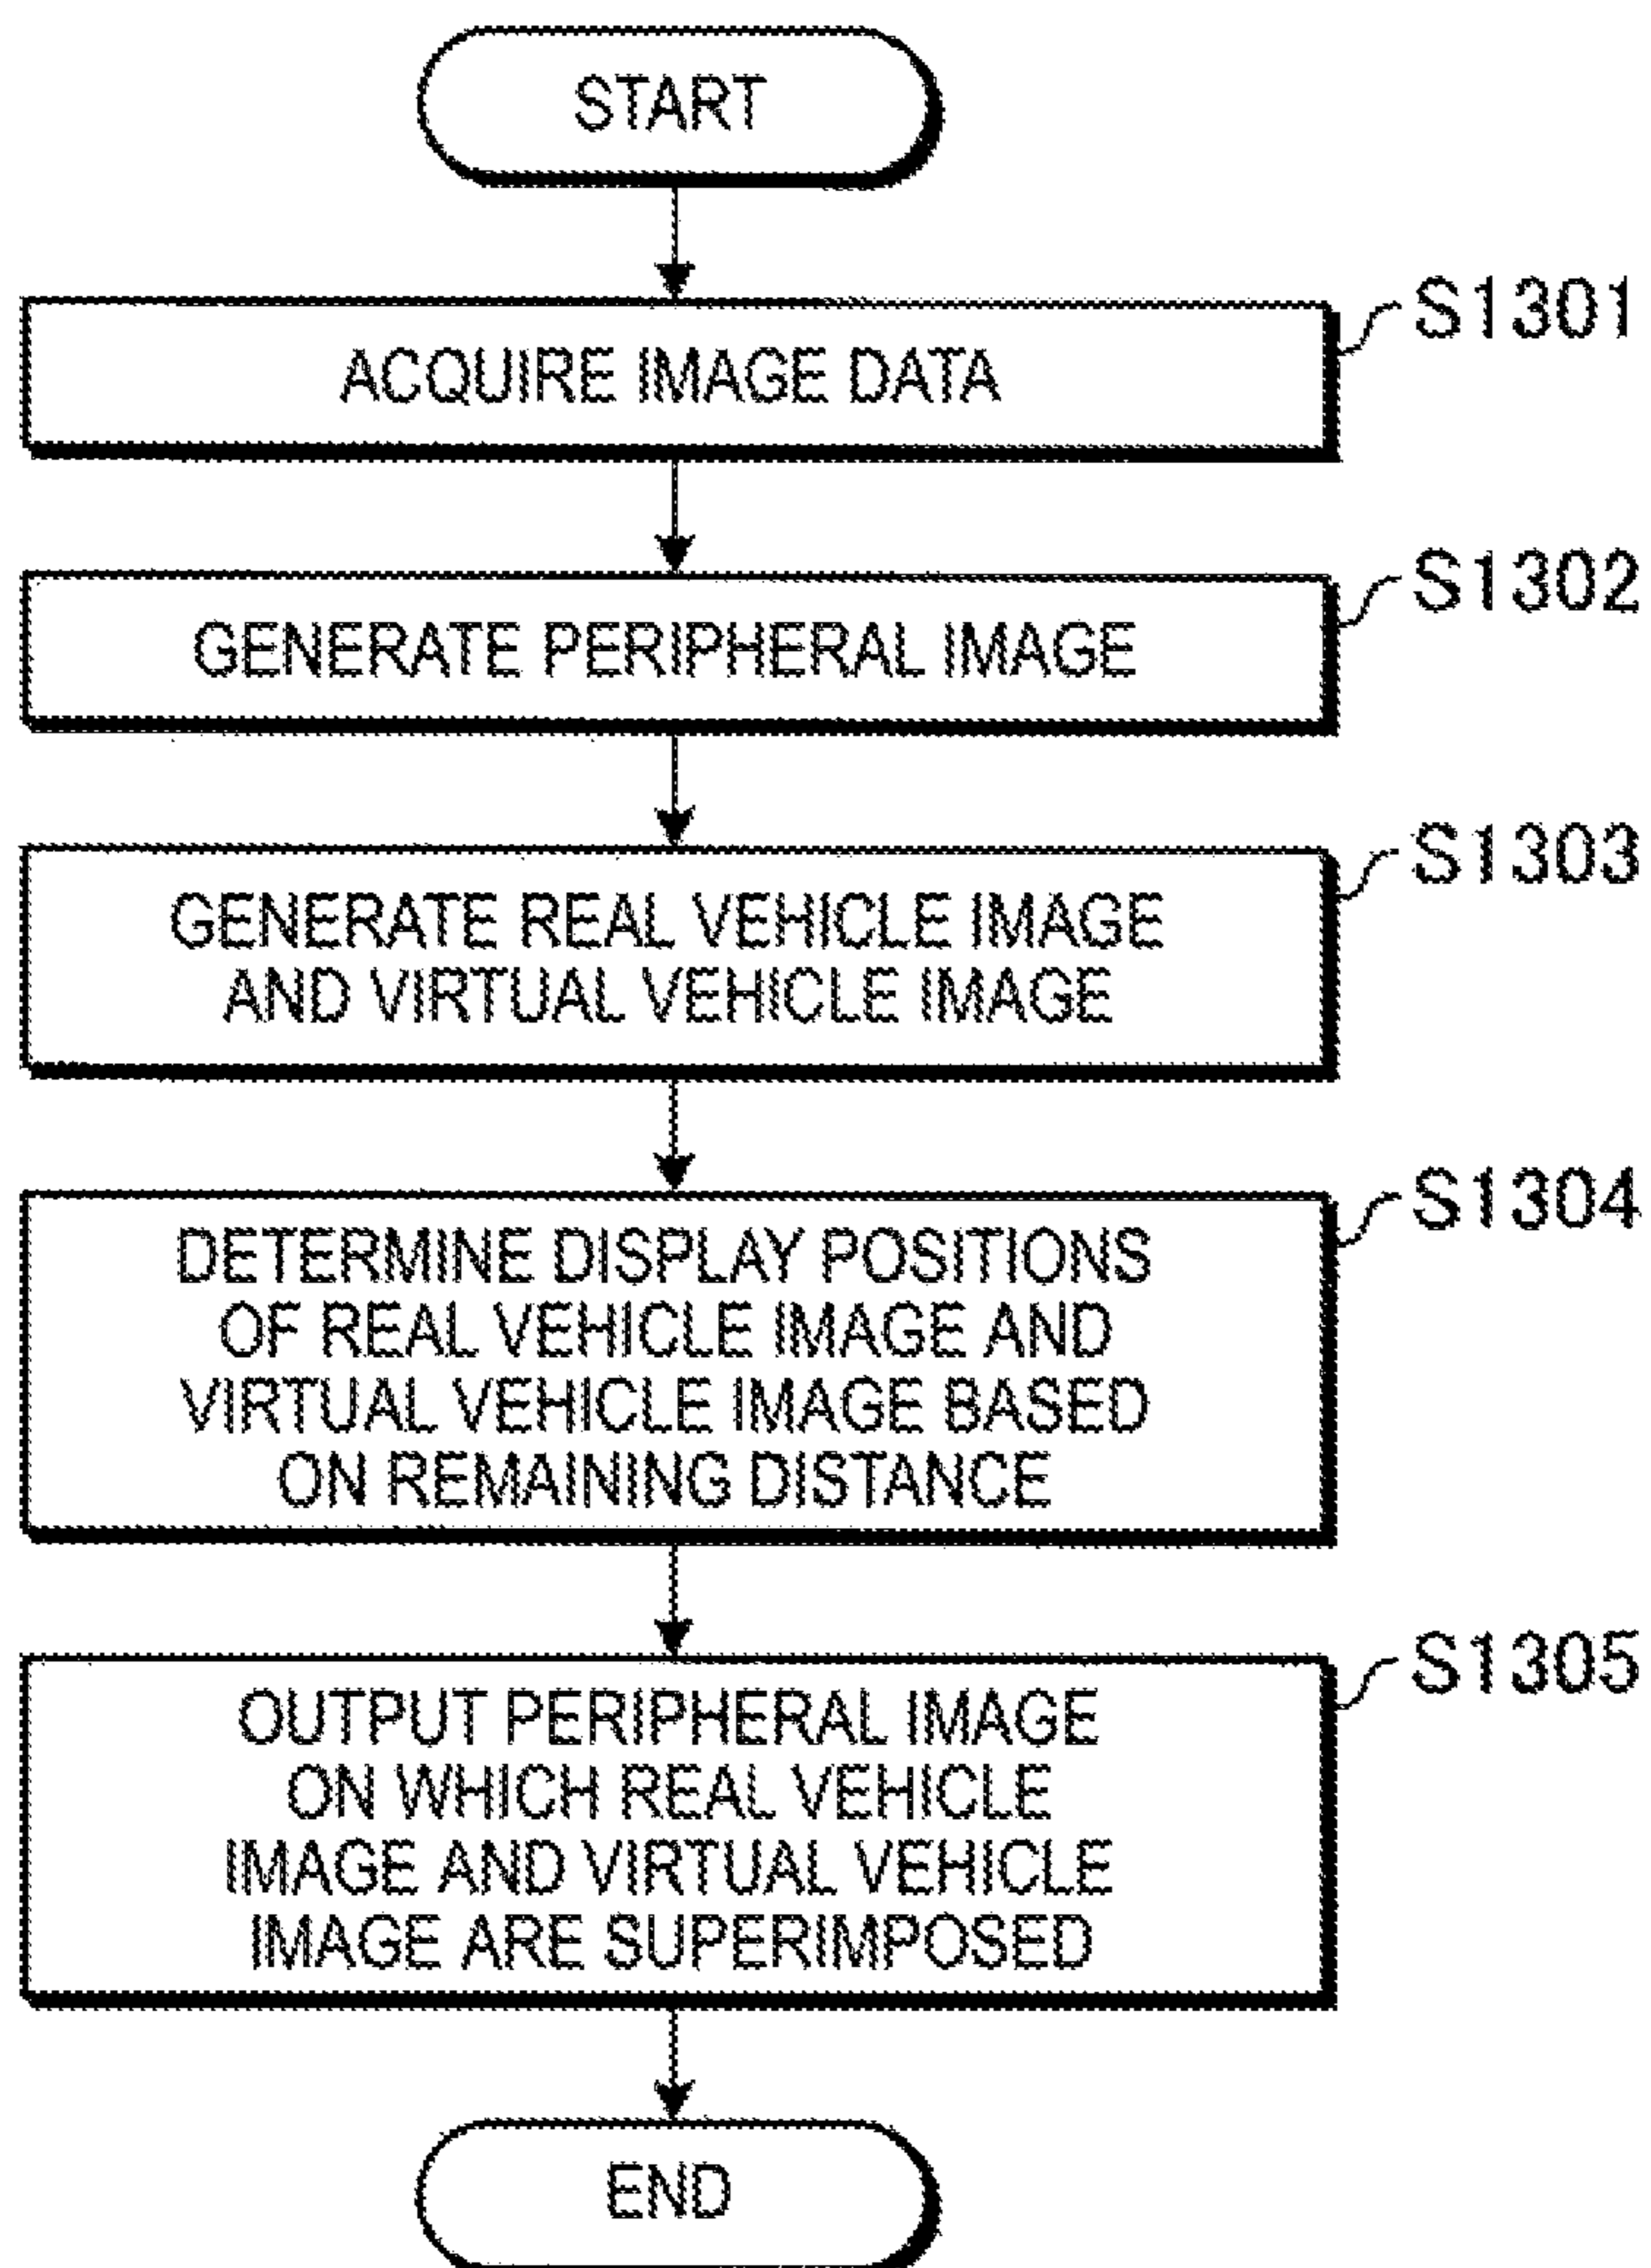 START
S1301
ACQUIRE IMAGE DATA
S1302
GENERATE PERIPHERAL IMAGE
S1303
GENERATE REAL VEHICLE IMAGE
AND VIRTUAL VEHICLE IMAGE
S1304
DETERMINE DISPLAY POSITIONS
OF REAL VEHICLE IMAGE AND
VIRTUAL VEHICLE IMAGE BASED
ON REMAINING DISTANCE
S1305
OUTPUT PERIPHERAL IMAGE
ON WHICH REAL VEHICLE
IMAGE AND VIRTUAL VEHICLE
IMAGE ARE SUPERIMPOSED
END